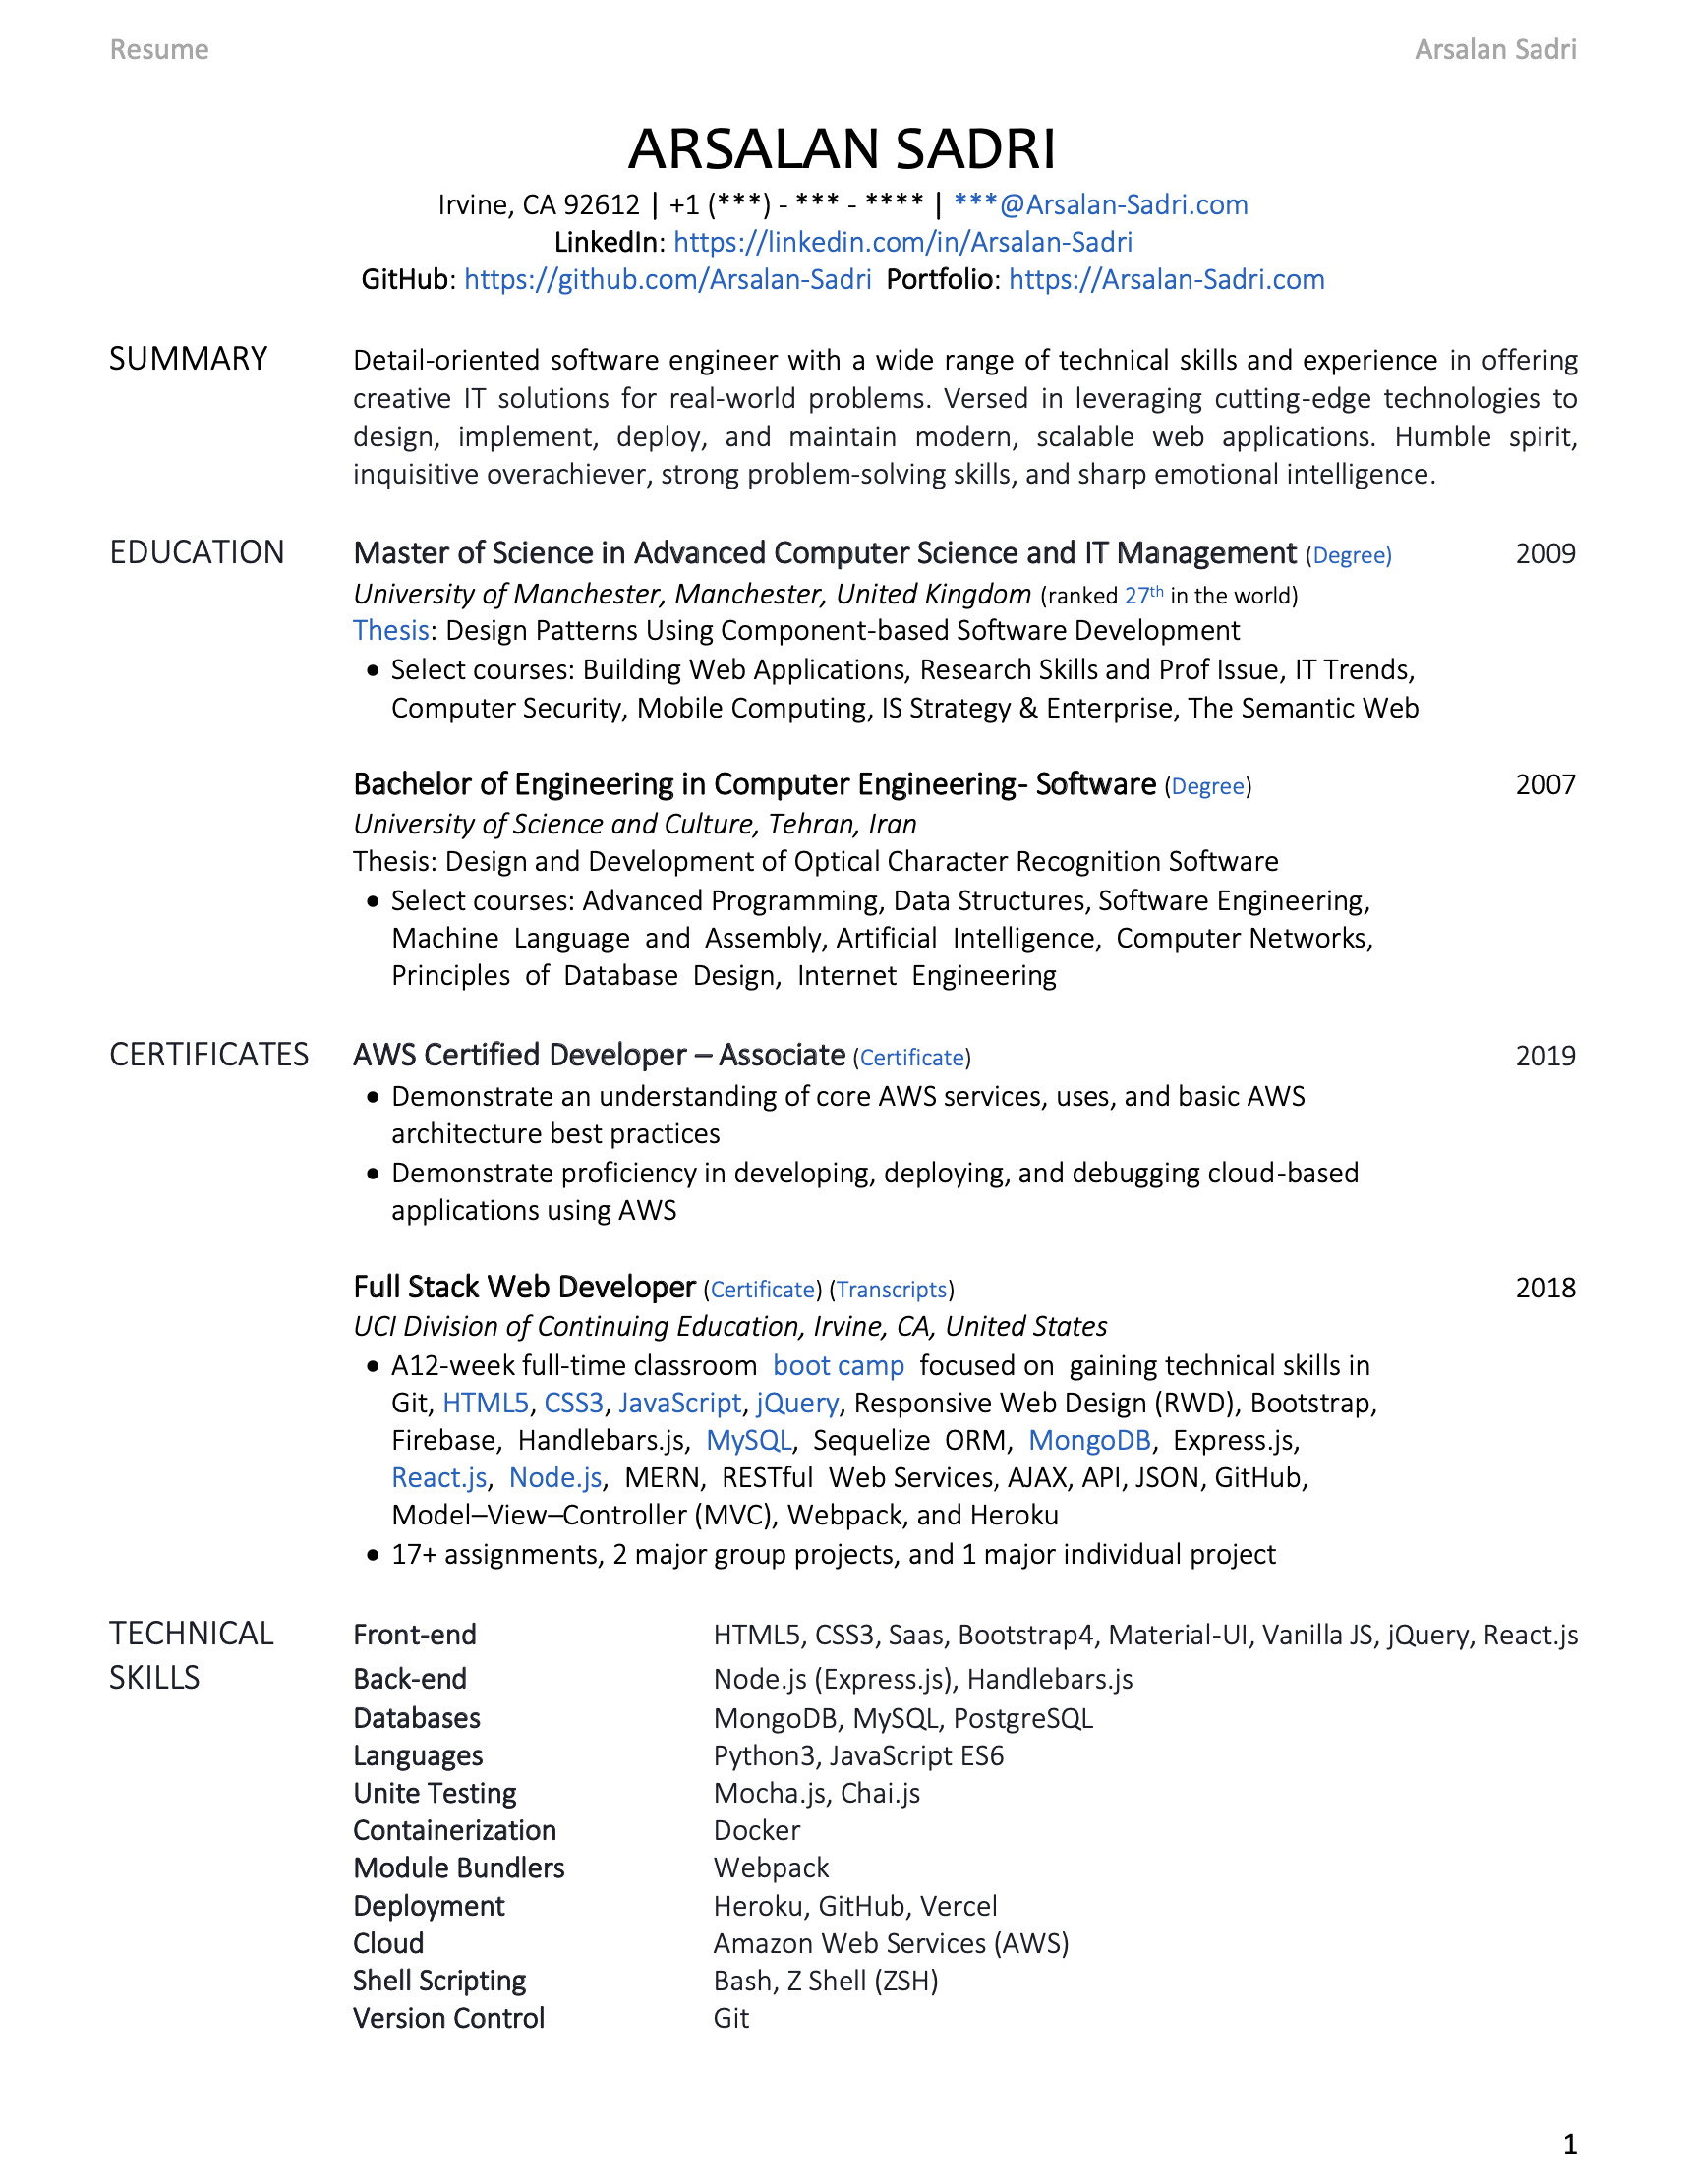 Resume Arsalan Sadri
ARSALAN SADRI
Irvine, CA 92612 | +1 (***) - *** - **** | ***@Arsalan-Sadri.com
LinkedIn: https://linkedin.com/in/Arsalan-Sadri
GitHub: https://github.com/Arsalan-Sadri Portfolio: https://Arsalan-Sadri.com
SUMMARY Detail-oriented software engineer with a wide range of technical skills and experience in offering
creative IT solutions for real-world problems. Versed in leveraging cutting-edge technologies to
design, implement, deploy, and maintain modern, scalable web applications. Humble spirit,
inquisitive overachiever, strong problem-solving skills, and sharp emotional intelligence.
EDUCATION Master of Science in Advanced Computer Science and IT Management (Degree) 2009
University of Manchester, Manchester, United Kingdom (ranked 27th in the world)
Thesis: Design Patterns Using Component-based Software Development
• Select courses: Building Web Applications, Research Skills and Prof Issue, IT Trends,
Computer Security, Mobile Computing, IS Strategy & Enterprise, The Semantic Web
Bachelor of Engineering in Computer Engineering- Software (Degree) 2007
University of Science and Culture, Tehran, Iran
Thesis: Design and Development of Optical Character Recognition Software
• Select courses: Advanced Programming, Data Structures, Software Engineering,
Machine Language and Assembly, Artificial Intelligence, Computer Networks,
Principles of Database Design, Internet Engineering
CERTIFICATES AWS Certified Developer – Associate (Certificate) 2019
• Demonstrate an understanding of core AWS services, uses, and basic AWS
architecture best practices
• Demonstrate proficiency in developing, deploying, and debugging cloud-based
applications using AWS
Full Stack Web Developer (Certificate) (Transcripts) 2018
UCI Division of Continuing Education, Irvine, CA, United States
• A12-week full-time classroom boot camp focused on gaining technical skills in
Git, HTML5, CSS3, JavaScript, jQuery, Responsive Web Design (RWD), Bootstrap,
Firebase, Handlebars.js, MySQL, Sequelize ORM, MongoDB, Express.js,
React.js, Node.js, MERN, RESTful Web Services, AJAX, API, JSON, GitHub,
Model–View–Controller (MVC), Webpack, and Heroku
• 17+ assignments, 2 major group projects, and 1 major individual project
TECHNICAL Front-end HTML5, CSS3, Saas, Bootstrap4, Material-UI, Vanilla JS, jQuery, React.js
SKILLS Back-end Node.js (Express.js), Handlebars.js
Databases MongoDB, MySQL, PostgreSQL
Languages Python3, JavaScript ES6
Unite Testing Mocha.js, Chai.js
Containerization Docker
Module Bundlers Webpack
Deployment Heroku, GitHub, Vercel
Cloud Amazon Web Services (AWS)
Shell Scripting Bash, Z Shell (ZSH)
Version Control Git
1